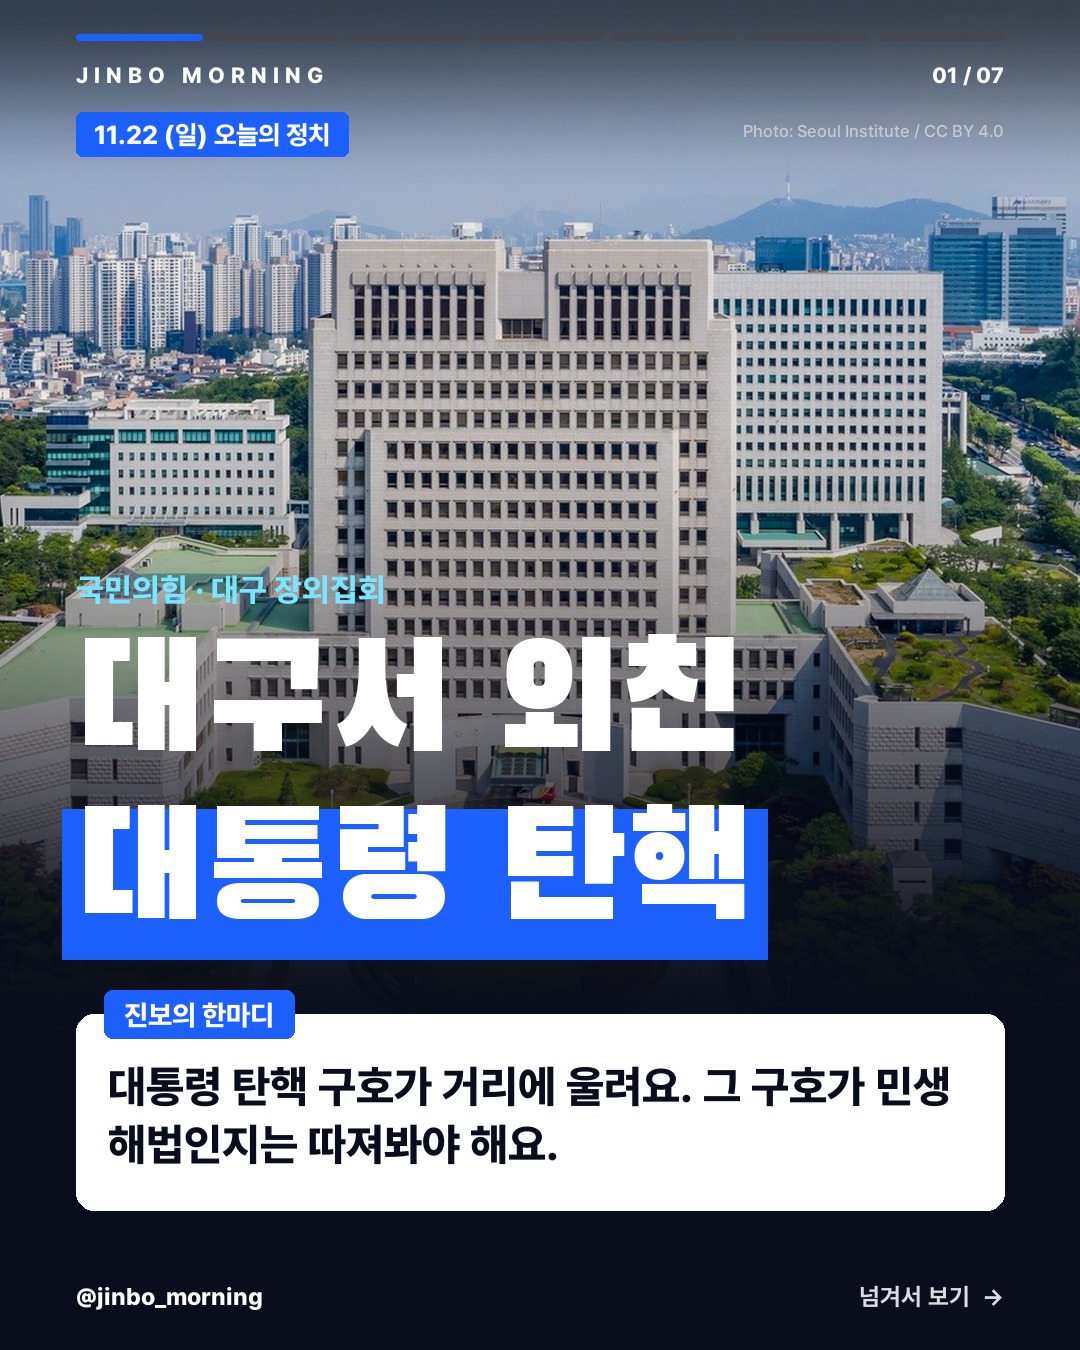 JINBO MORNING
01 / 07
11.22 (일) 오늘의 정치
Photo: Seoul Institute / CC BY 4.0
국민의힘 · 대구 장외집회
대구서 외친
대통령 탄핵
진보의 한마디
대통령 탄핵 구호가 거리에 울려요. 그 구호가 민생
해법인지는 따져봐야 해요.
@jinbo_morning
넘겨서 보기 →